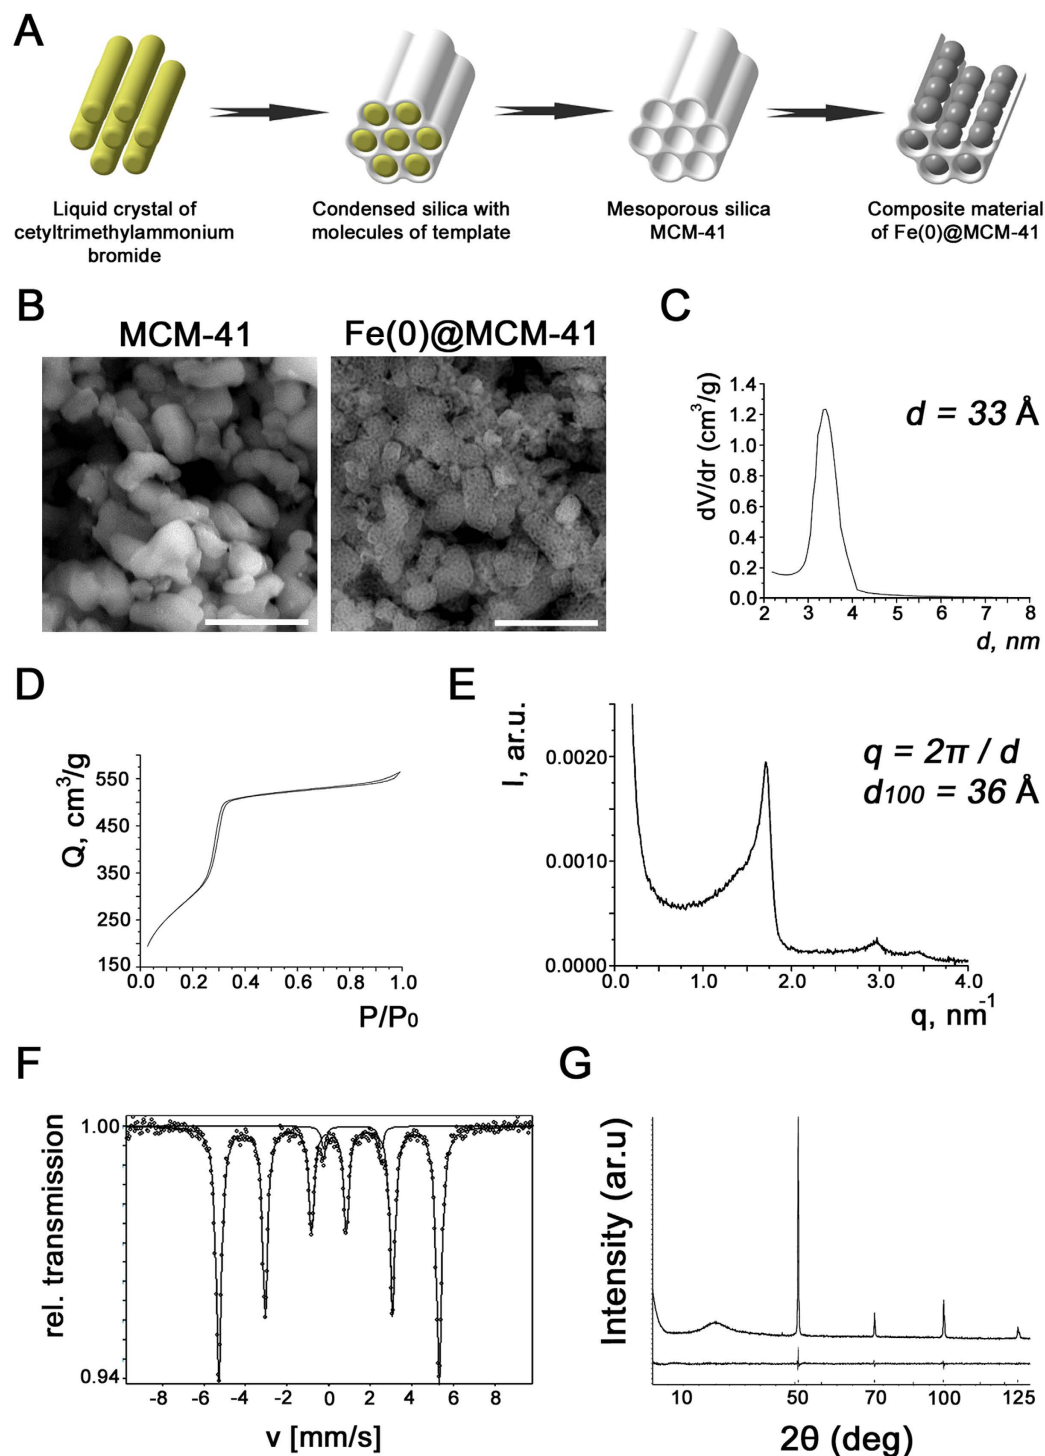 A
Liquid crystal of
cetyltrimethylammonium
bromide
Condensed silica with
molecules of template
Mesoporous silica
MCM-41
Composite material
of Fe(0)@MCM-41
B
MCM-41
Fe(0)@MCM-41
C
dV/dr (cm³/g)
1.4
1.2
1.0
0.8
0.6
0.4
0.2
0.0
d = 33 Å
2 3 4 5 6 7 8
d, nm
D
Q, cm³/g
550
450
350
250
150
0.0 0.2 0.4 0.6 0.8 1.0
P/P₀
E
I, ar.u.
0.0020
0.0010
0.0000
q = 2π / d
d100 = 36 Å
0.0 1.0 2.0 3.0 4.0
q, nm⁻¹
F
rel. transmission
1.00
0.94
-8 -6 -4 -2 0 2 4 6 8
v [mm/s]
G
Intensity (ar.u)
10 50 70 100 125
2θ (deg)